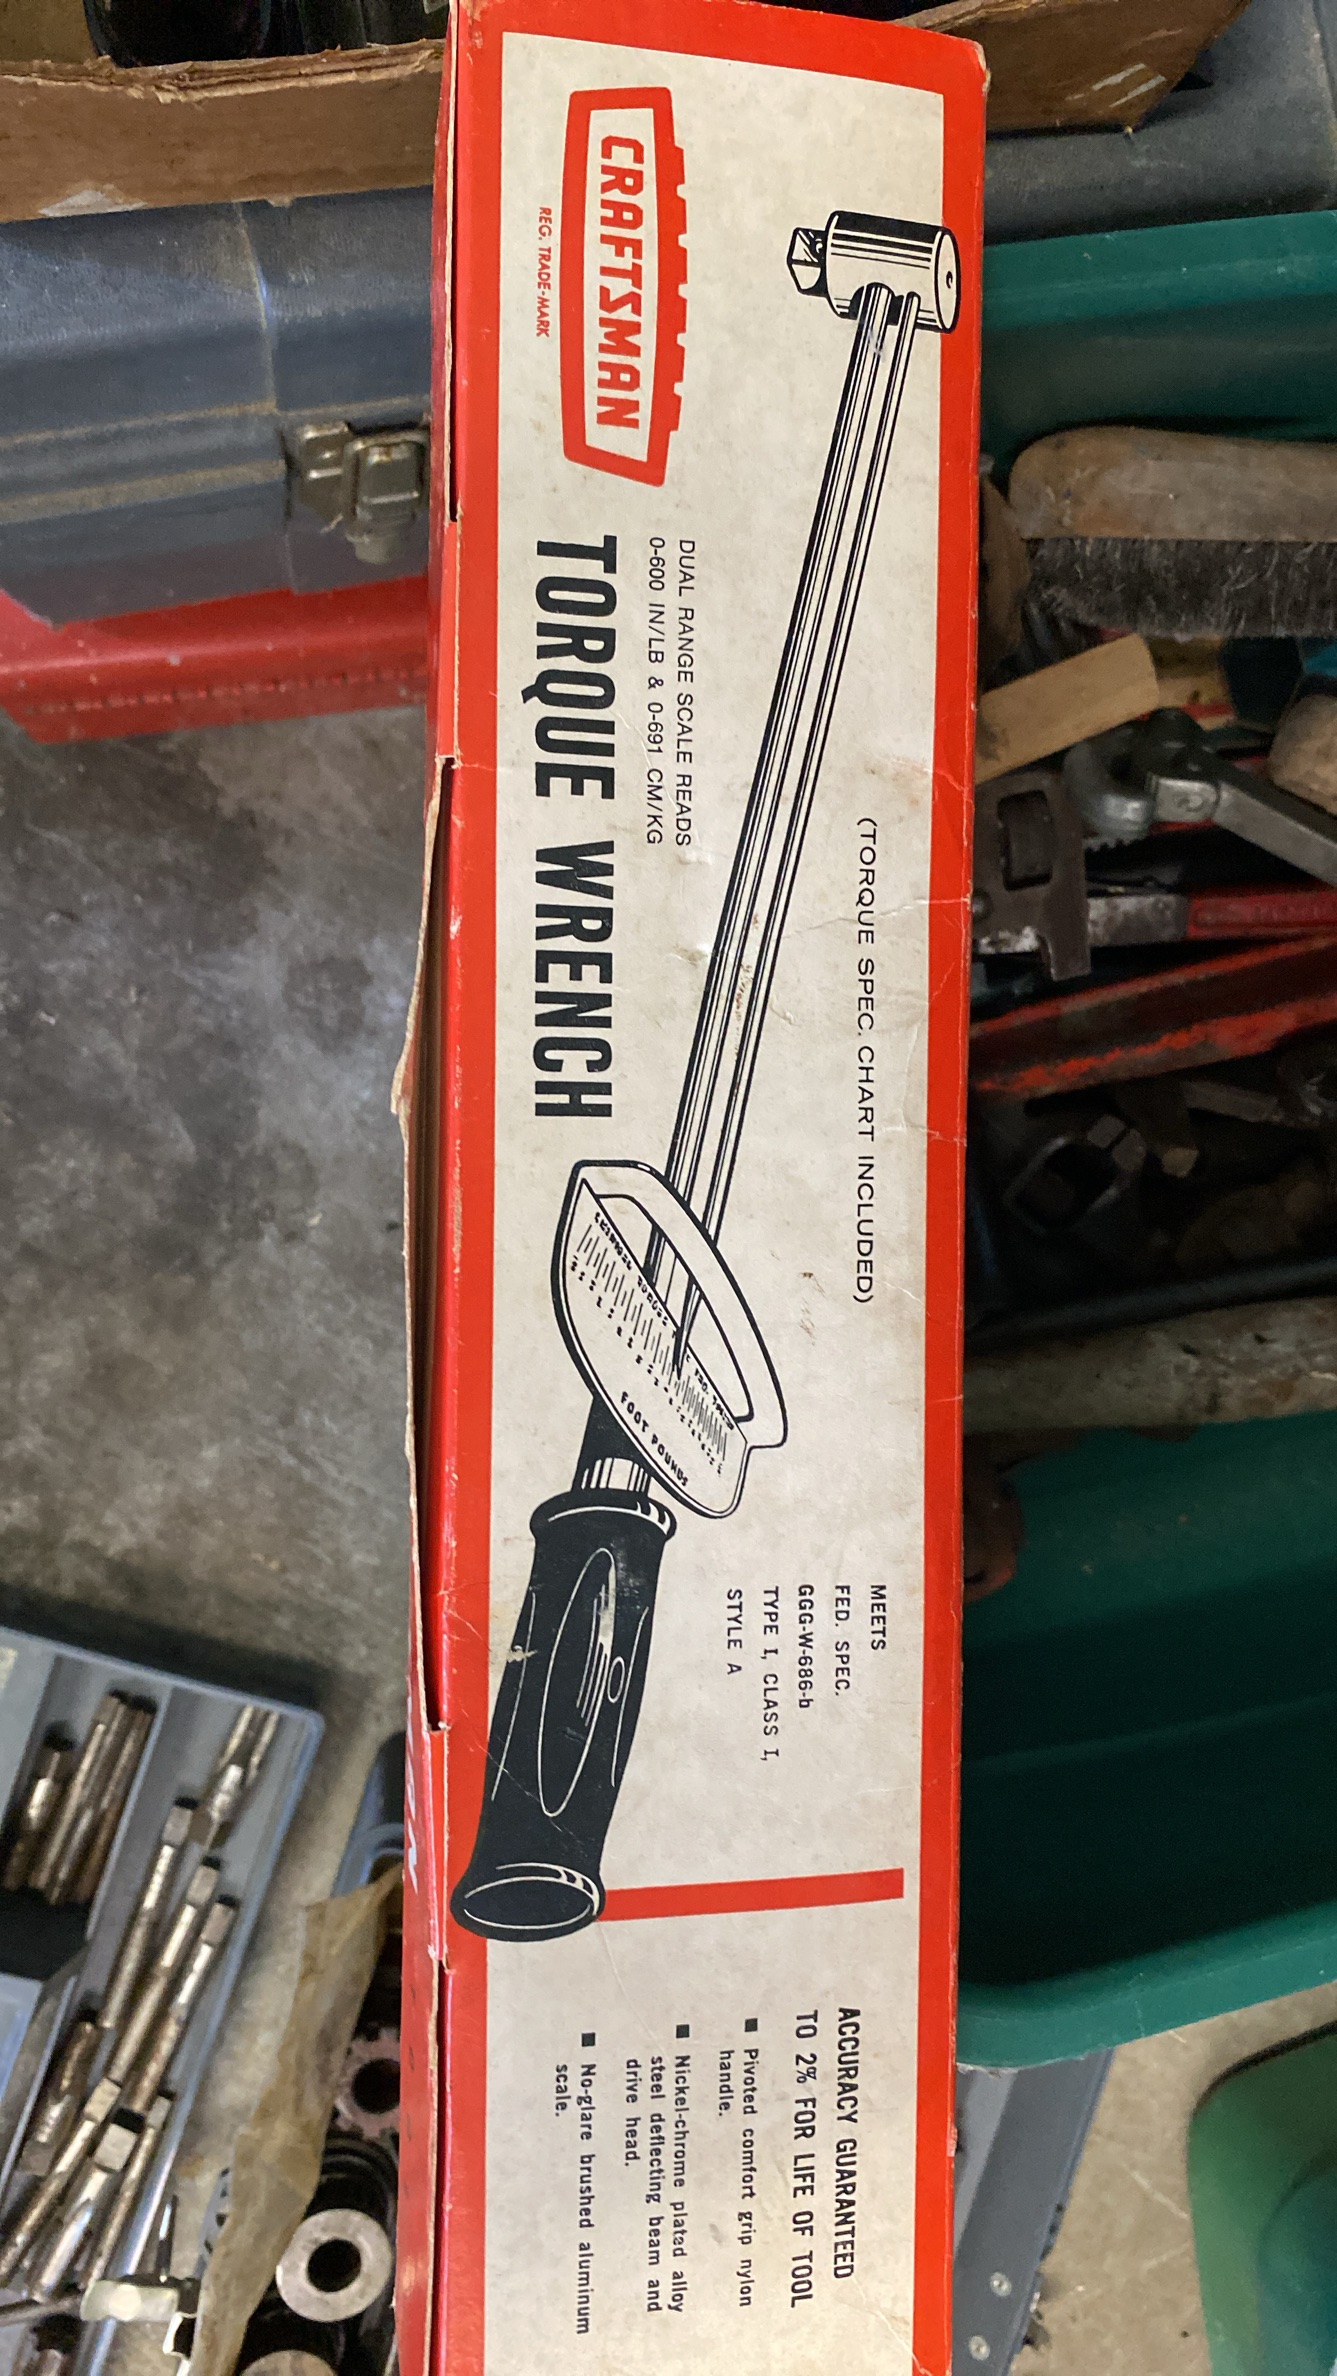 CRAFTSMAN
REG. TRADE-MARK
DUAL RANGE SCALE READS
0-600 IN/LB & 0-691 CM/KG
TORQUE WRENCH
(TORQUE SPEC. CHART INCLUDED)
FOOT POUNDS
MEETS
FED. SPEC.
GGG-W-686-b
TYPE I, CLASS I,
STYLE A
ACCURACY GUARANTEED
TO 2% FOR LIFE OF TOOL
■ Pivoted comfort grip nylon
handle.
■ Nickel-chrome plated alloy
steel deflecting beam and
drive head.
■ No-glare brushed aluminum
scale.